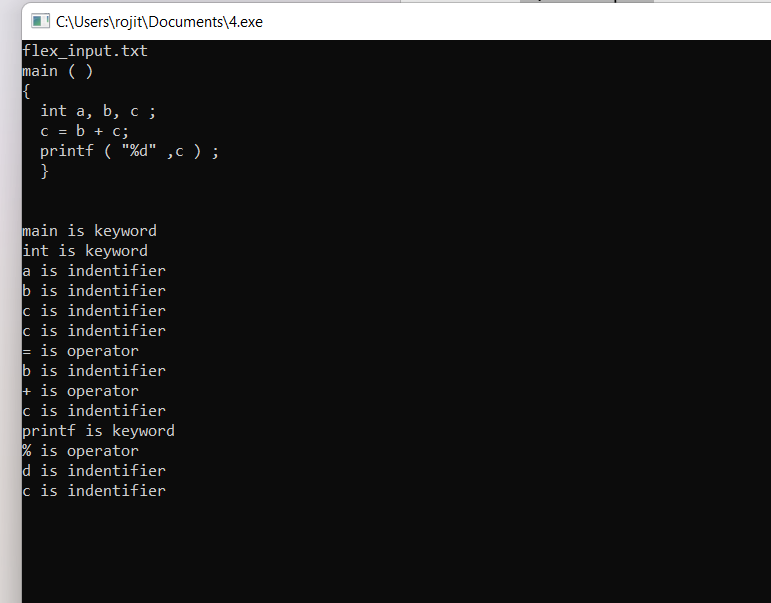 C:\Users\rojit\Documents\4.exe
flex_input.txt
main ( )
{
  int a, b, c ;
  c = b + c;
  printf ( "%d" ,c ) ;
  }
main is keyword
int is keyword
a is indentifier
b is indentifier
c is indentifier
c is indentifier
= is operator
b is indentifier
+ is operator
c is indentifier
printf is keyword
% is operator
d is indentifier
c is indentifier